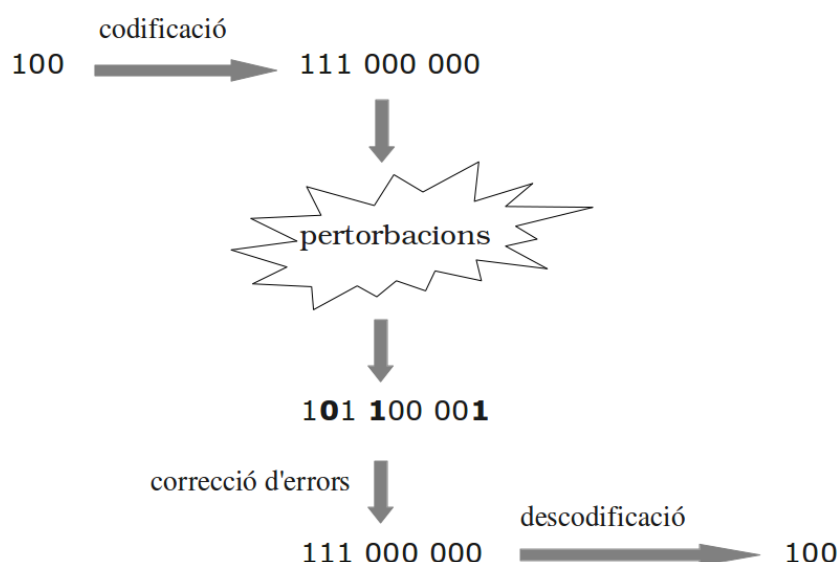 codificació
100
111 000 000
pertorbacions
101 100 001
correcció d'errors
descodificació
111 000 000
100